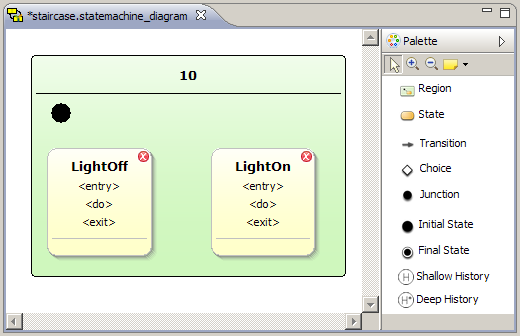 *staircase.statemachine_diagram
Palette
10
LightOff
<entry>
<do>
<exit>
LightOn
<entry>
<do>
<exit>
Region
State
Transition
Choice
Junction
Initial State
Final State
H Shallow History
H* Deep History